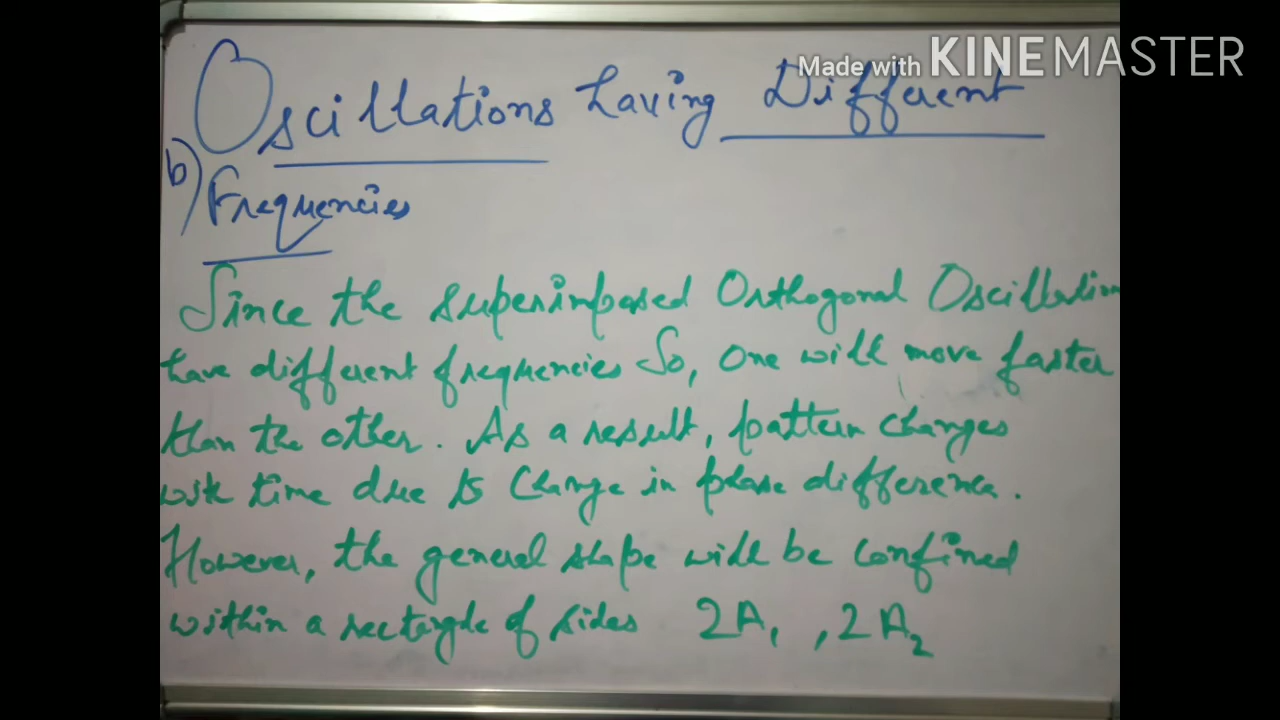 Made with KINEMASTER
Oscillations having Different
b) Frequencies
Since the superimposed Orthogonal Oscillation
have different frequencies So, One will move faster
than the other. As a result, pattern changes
with time due to Change in phase difference.
However, the general shape will be confined
within a rectangle of sides 2A₁, 2A₂